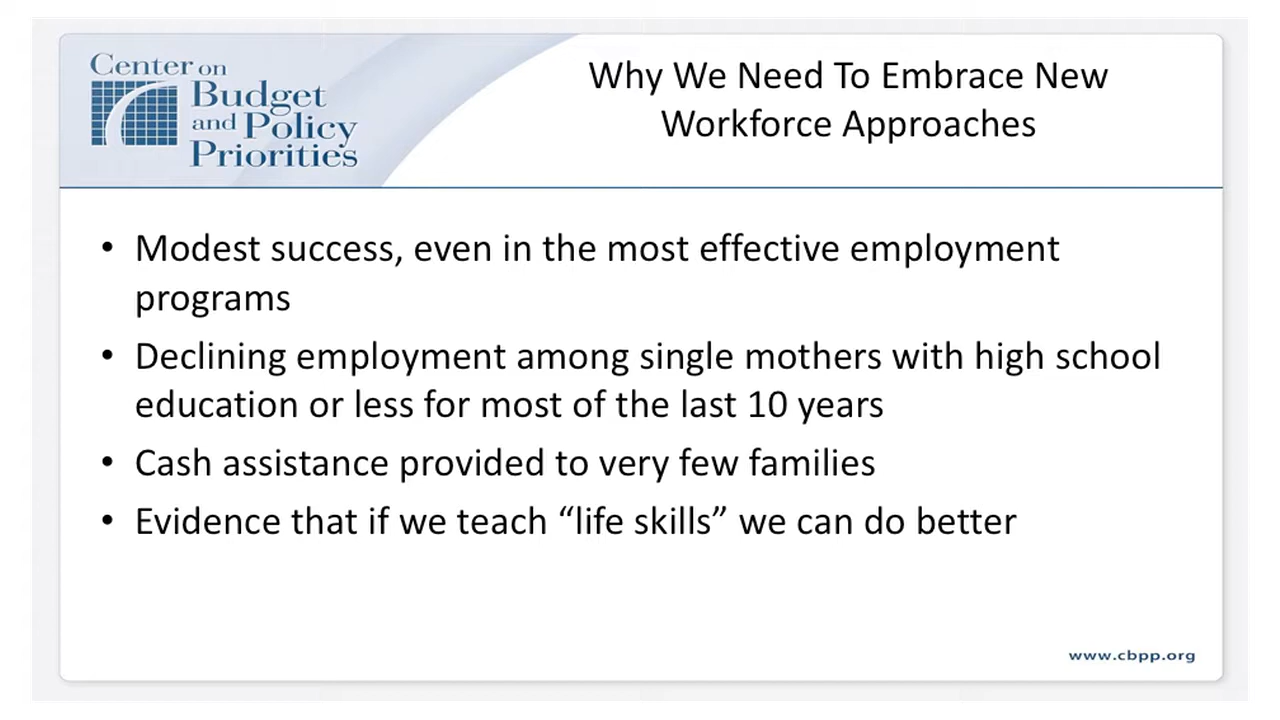 Center on
Budget
and Policy
Priorities
Why We Need To Embrace New
Workforce Approaches
• Modest success, even in the most effective employment
programs
• Declining employment among single mothers with high school
education or less for most of the last 10 years
• Cash assistance provided to very few families
• Evidence that if we teach “life skills” we can do better
www.cbpp.org